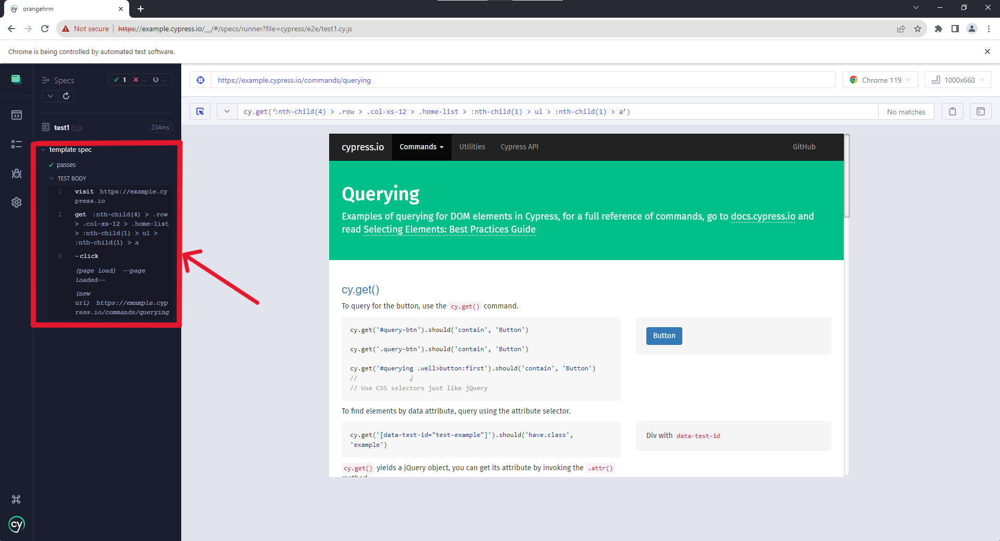 cy orangehrm
Not secure https://example.cypress.io/__/#/specs/runner?file=cypress/e2e/test1.cy.js
Chrome is being controlled by automated test software.
Specs
1 -- --
test1.cy.js 234ms
template spec
passes
TEST BODY
1 visit https://example.cy
press.io
2 get :nth-child(4) > .row
> .col-xs-12 > .home-list
> :nth-child(1) > ul >
:nth-child(1) > a
3 -click
(page load) --page
loaded--
(new
url) https://example.cyp
ress.io/commands/querying
cy
https://example.cypress.io/commands/querying
Chrome 119
1000x660
cy.get(‘:nth-child(4) > .row > .col-xs-12 > .home-list > :nth-child(1) > ul > :nth-child(1) > a’)
No matches
cypress.io Commands Utilities Cypress API GitHub
Querying
Examples of querying for DOM elements in Cypress, for a full reference of commands, go to docs.cypress.io and
read Selecting Elements: Best Practices Guide
cy.get()
To query for the button, use the cy.get() command.
cy.get('#query-btn').should('contain', 'Button')
cy.get('.query-btn').should('contain', 'Button')
cy.get('#querying .well>button:first').should('contain', 'Button')
// ↲
// Use CSS selectors just like jQuery
Button
To find elements by data attribute, query using the attribute selector.
cy.get('[data-test-id="test-example"]').should('have.class',
'example')
Div with data-test-id
cy.get() yields a jQuery object, you can get its attribute by invoking the .attr()
method